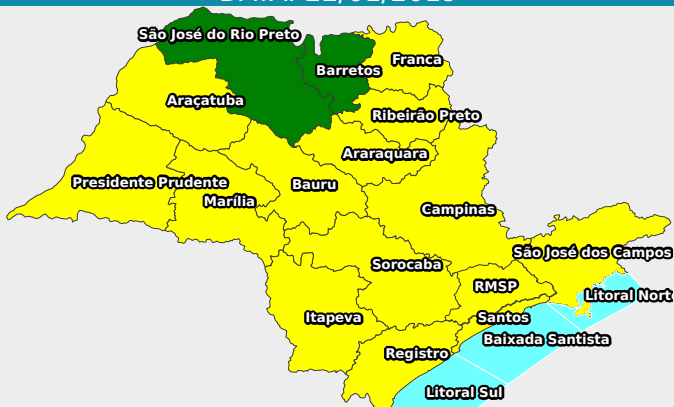 São José do Rio Preto
Franca
Barretos
Araçatuba
Ribeirão Preto
Araraquara
Presidente Prudente
Bauru
Marília
Campinas
São José dos Campos
Sorocaba
RMSP
Litoral Nort
Itapeva
Santos
Baixada Santista
Registro
Litoral Sul